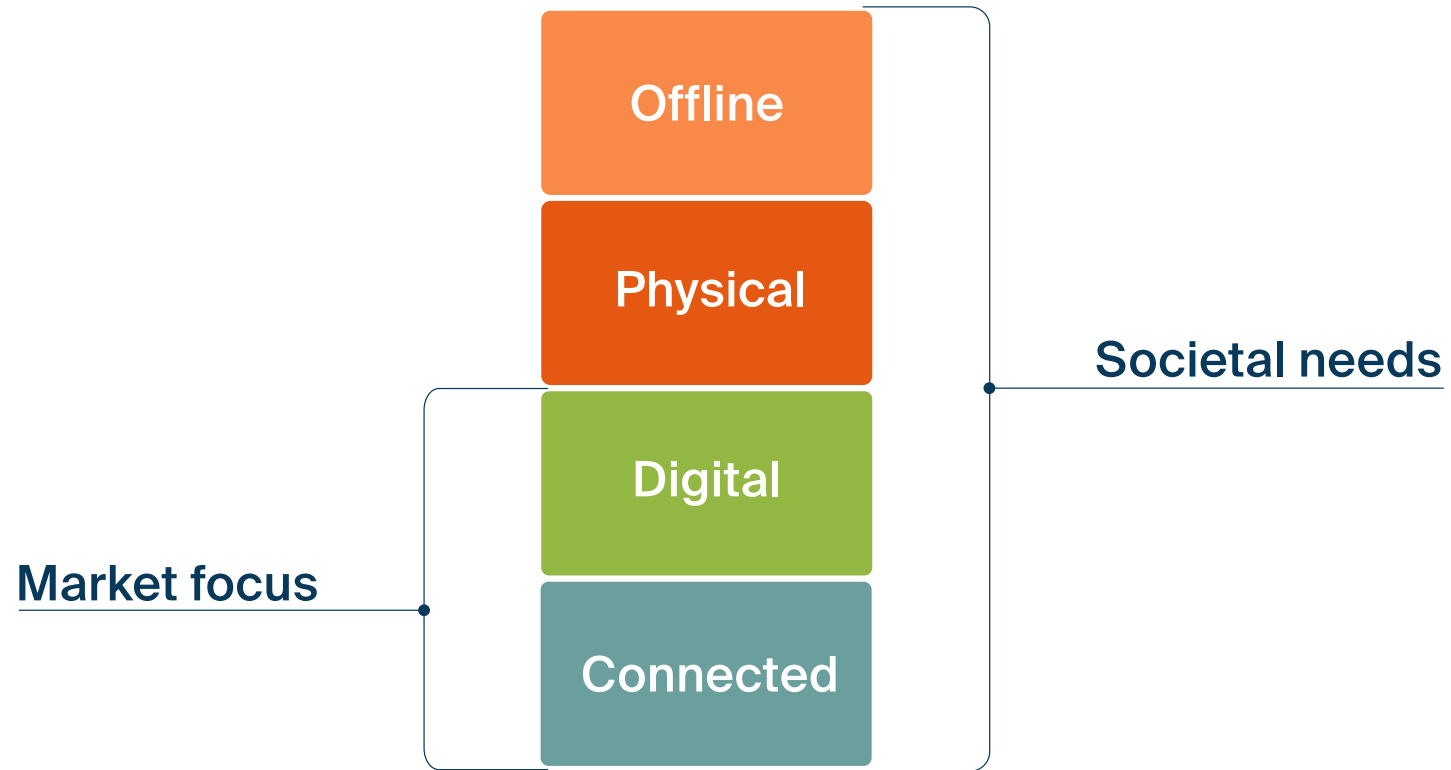 Offline
Physical
Societal needs
Digital
Market focus
Connected